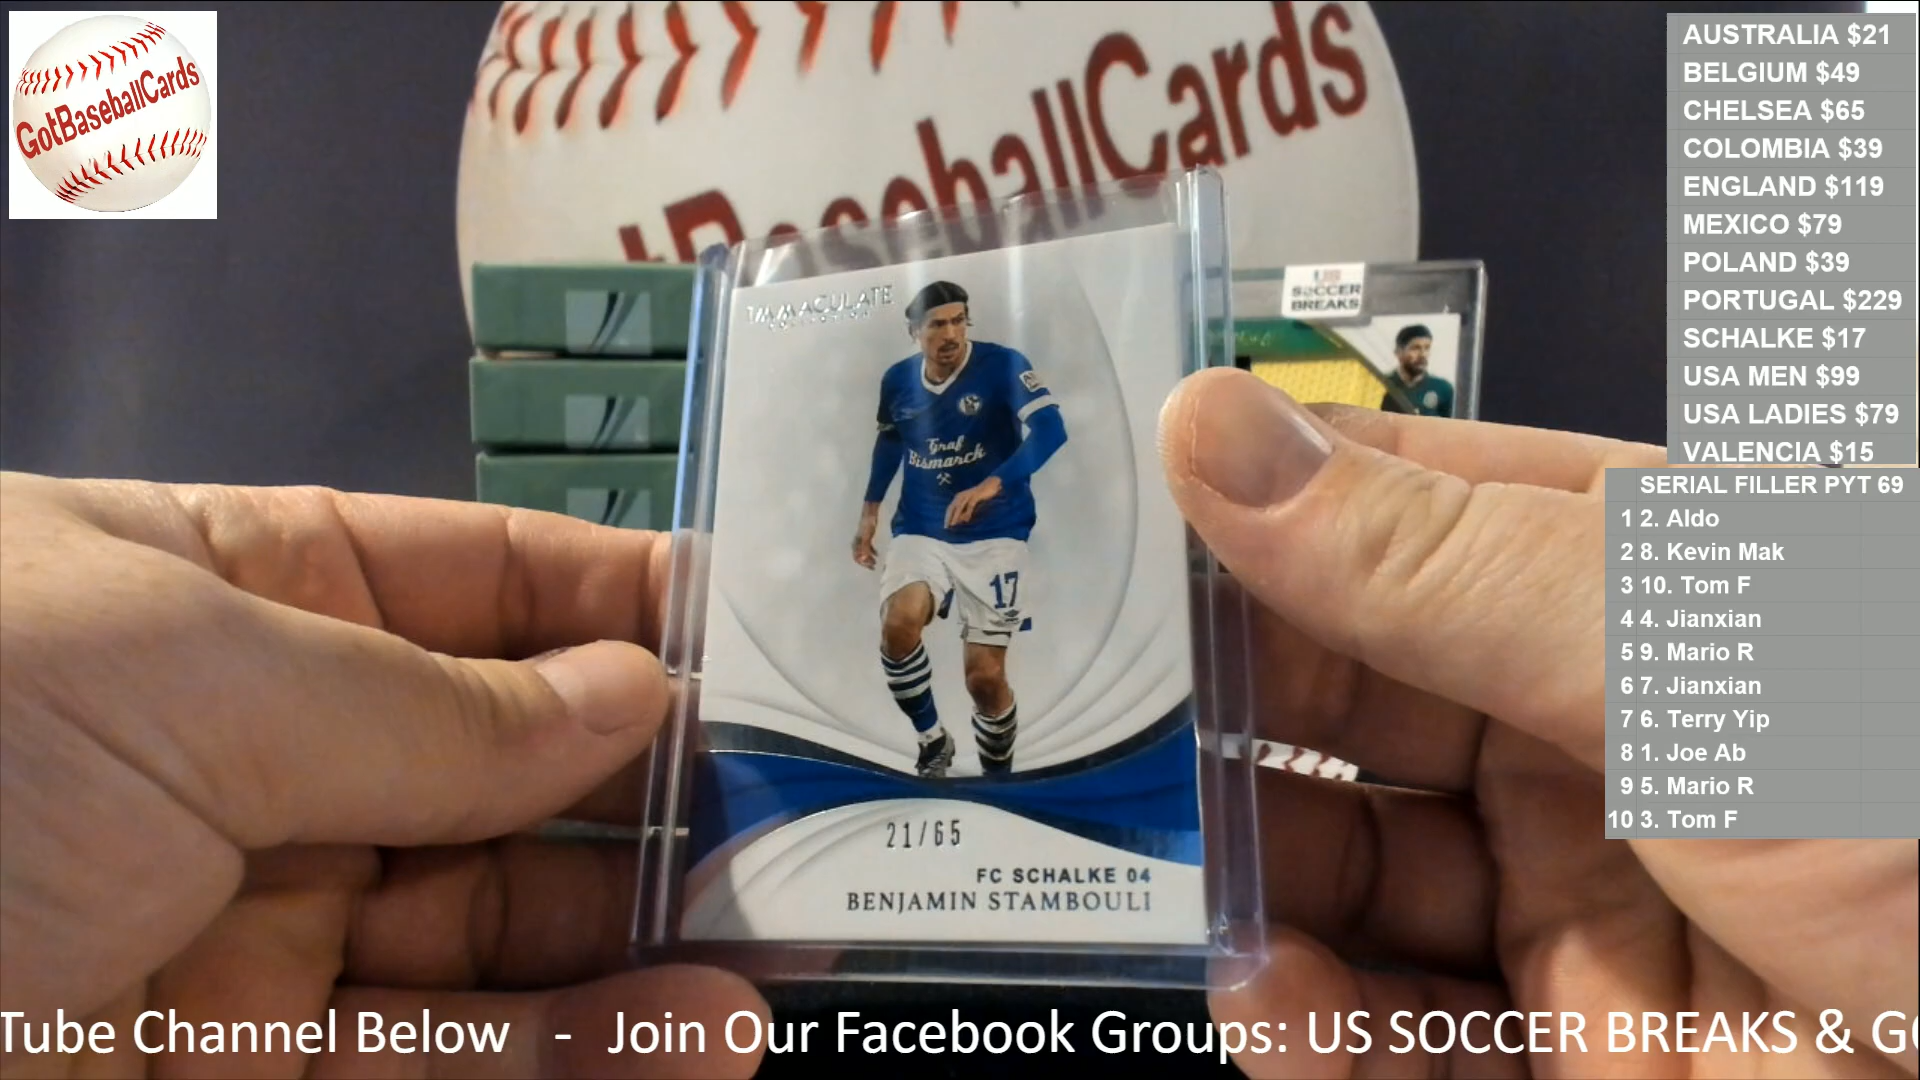 GotBaseballCards
BaseballCards
US
SOCCER
BREAKS
IMMACULATE
COLLECTION
Graf
Bismarck
17
21/65
FC SCHALKE 04
BENJAMIN STAMBOULI
AUSTRALIA $21
BELGIUM $49
CHELSEA $65
COLOMBIA $39
ENGLAND $119
MEXICO $79
POLAND $39
PORTUGAL $229
SCHALKE $17
USA MEN $99
USA LADIES $79
VALENCIA $15
SERIAL FILLER PYT 69
1 2. Aldo
2 8. Kevin Mak
3 10. Tom F
4 4. Jianxian
5 9. Mario R
6 7. Jianxian
7 6. Terry Yip
8 1. Joe Ab
9 5. Mario R
10 3. Tom F
Tube Channel Below - Join Our Facebook Groups: US SOCCER BREAKS & G